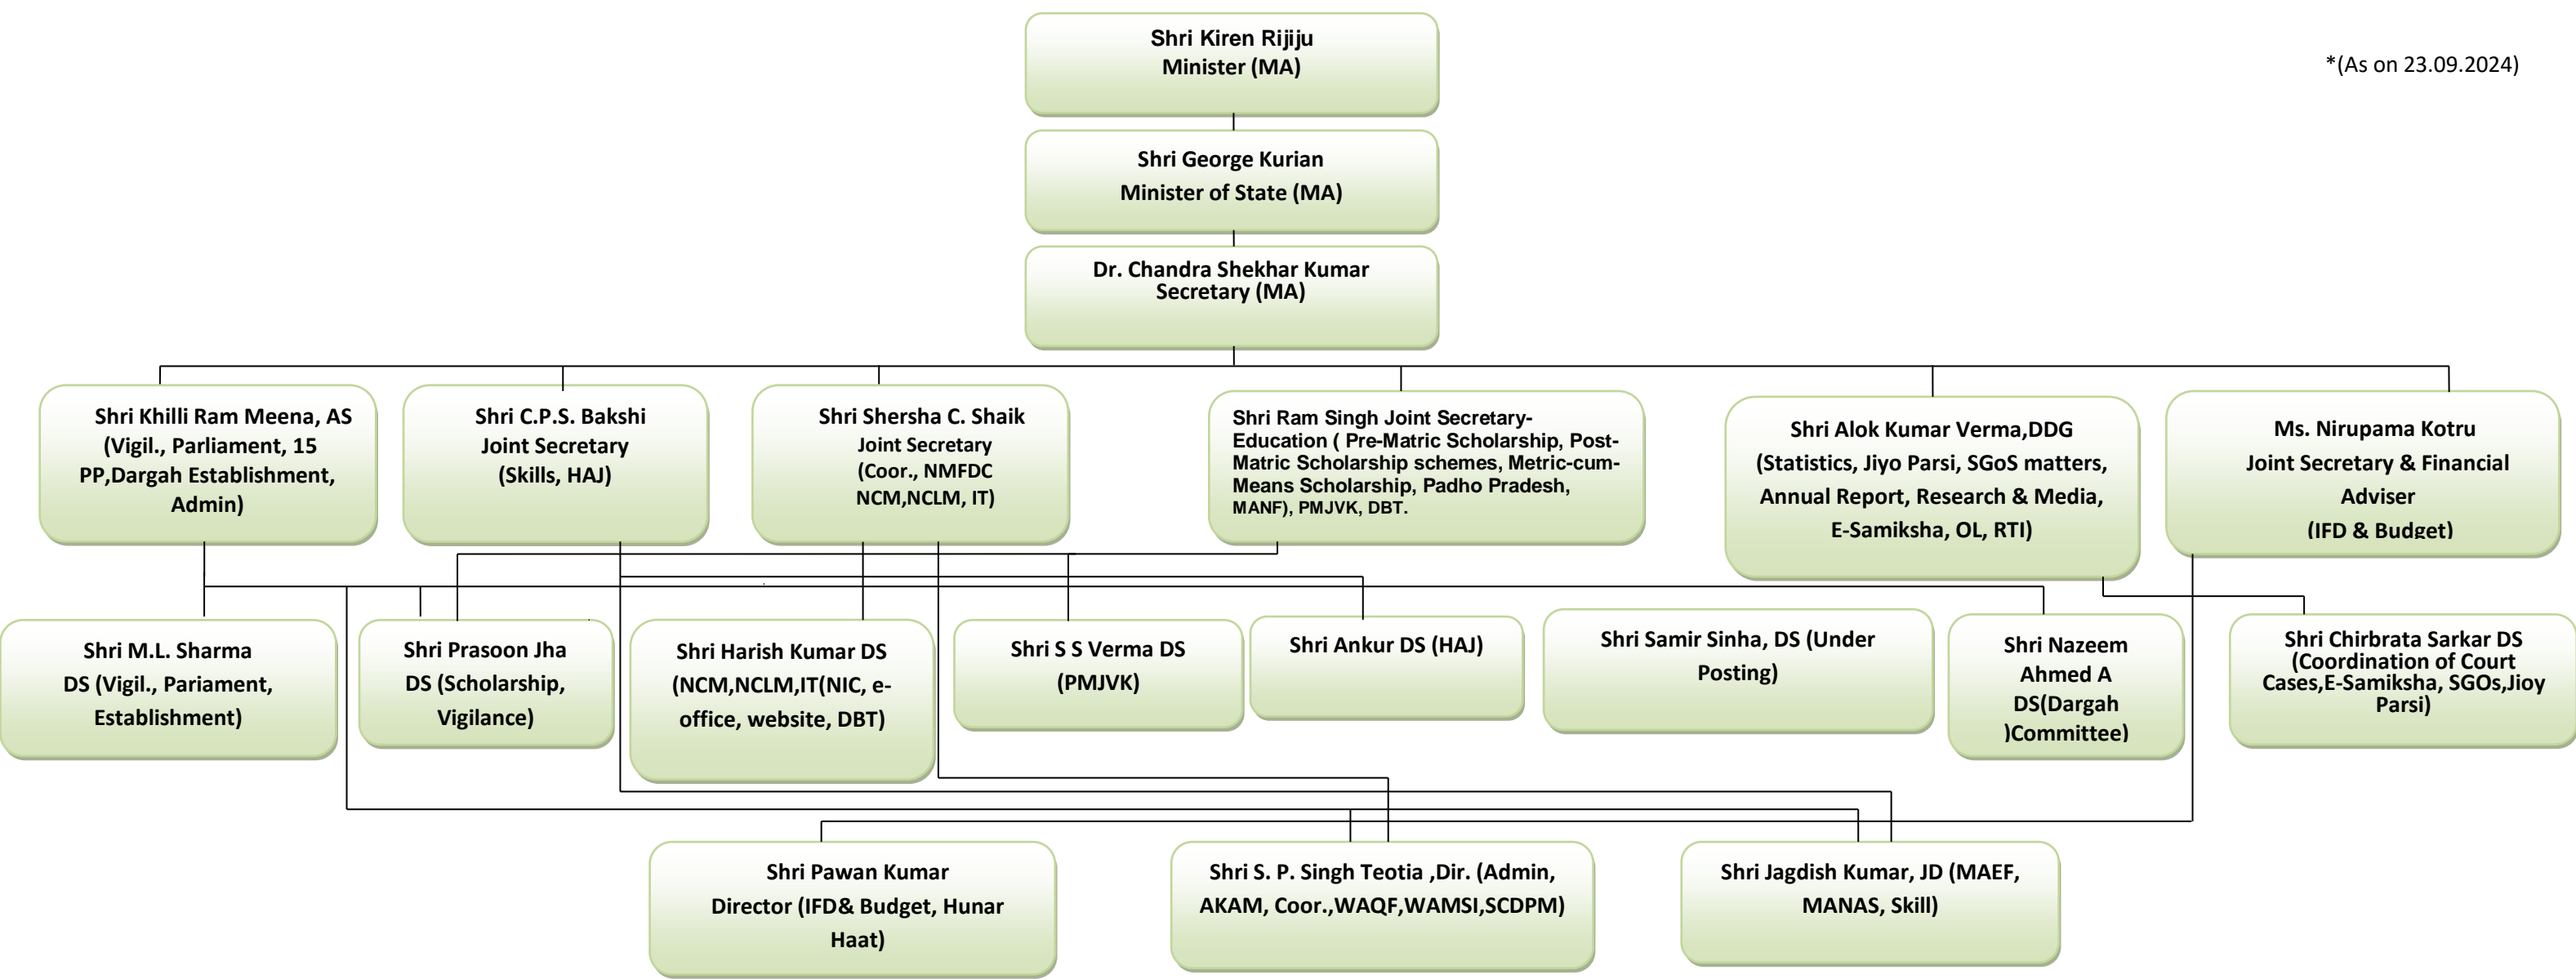 Shri Kiren Rijiju
Minister (MA)
*(As on 23.09.2024)
Shri George Kurian
Minister of State (MA)
Dr. Chandra Shekhar Kumar
Secretary (MA)
Shri Khilli Ram Meena, AS
(Vigil., Parliament, 15
PP,Dargah Establishment,
Admin)
Shri C.P.S. Bakshi
Joint Secretary
(Skills, HAJ)
Shri Shersha C. Shaik
Joint Secretary
(Coor., NMFDC
NCM,NCLM, IT)
Shri Ram Singh Joint Secretary-
Education ( Pre-Matric Scholarship, Post-
Matric Scholarship schemes, Metric-cum-
Means Scholarship, Padho Pradesh,
MANF), PMJVK, DBT.
Shri Alok Kumar Verma,DDG
(Statistics, Jiyo Parsi, SGoS matters,
Annual Report, Research & Media,
E-Samiksha, OL, RTI)
Ms. Nirupama Kotru
Joint Secretary & Financial
Adviser
(IFD & Budget)
Shri M.L. Sharma
DS (Vigil., Pariament,
Establishment)
Shri Prasoon Jha
DS (Scholarship,
Vigilance)
Shri Harish Kumar DS
(NCM,NCLM,IT(NIC, e-
office, website, DBT)
Shri S S Verma DS
(PMJVK)
Shri Ankur DS (HAJ)
Shri Samir Sinha, DS (Under
Posting)
Shri Nazeem
Ahmed A
DS(Dargah
)Committee)
Shri Chirbrata Sarkar DS
(Coordination of Court
Cases,E-Samiksha, SGOs,Jioy
Parsi)
Shri Pawan Kumar
Director (IFD& Budget, Hunar
Haat)
Shri S. P. Singh Teotia ,Dir. (Admin,
AKAM, Coor.,WAQF,WAMSI,SCDPM)
Shri Jagdish Kumar, JD (MAEF,
MANAS, Skill)